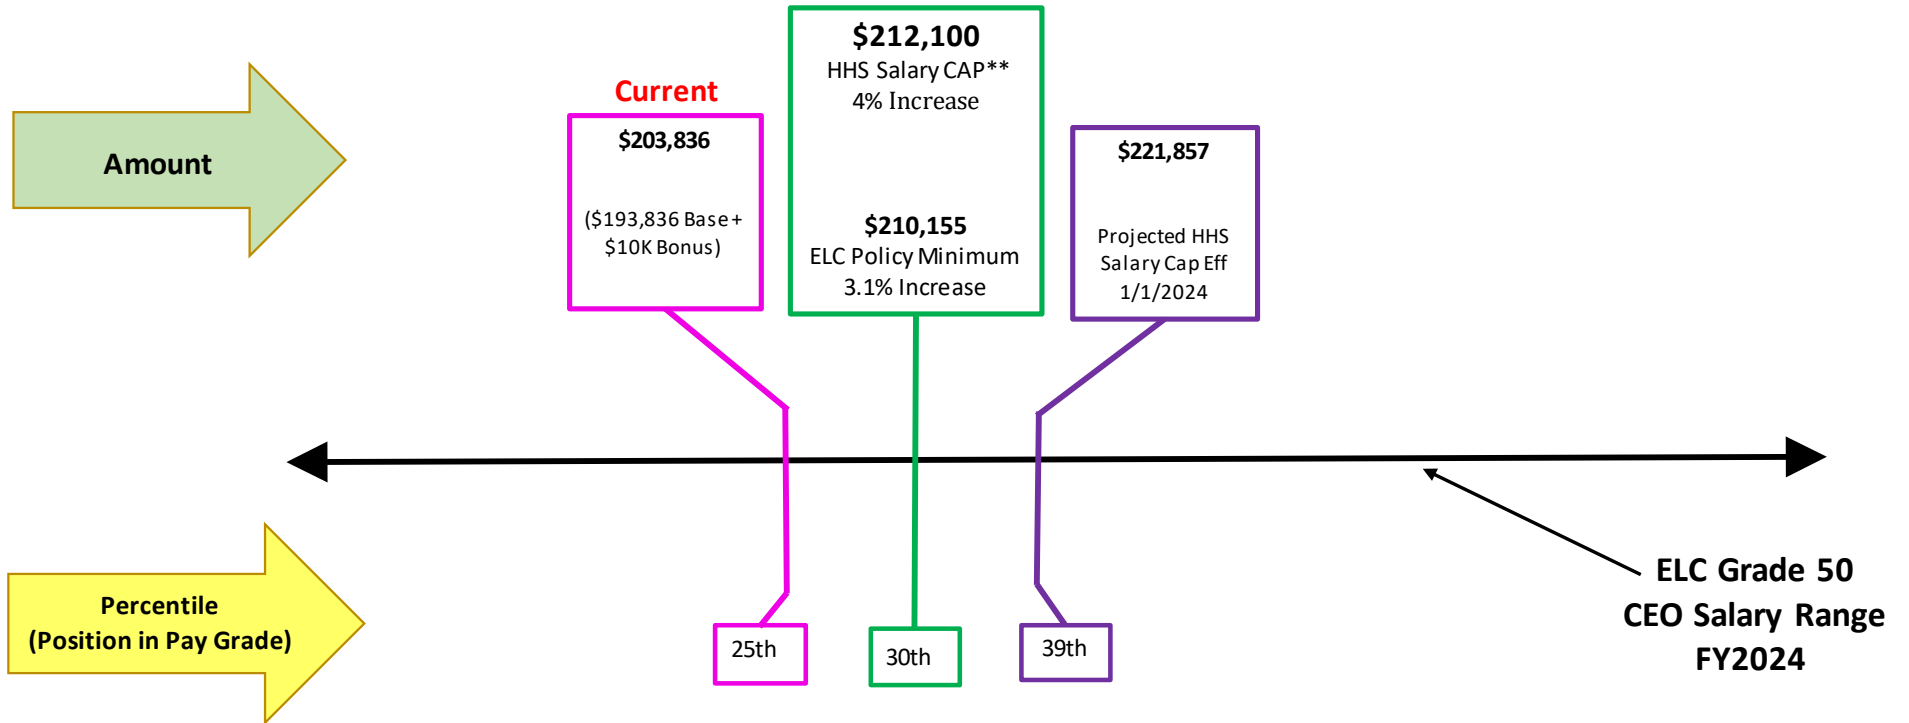 Amount
Current
$203,836
($193,836 Base +
$10K Bonus)
$212,100
HHS Salary CAP**
4% Increase
$210,155
ELC Policy Minimum
3.1% Increase
$221,857
Projected HHS
Salary Cap Eff
1/1/2024
Percentile
(Position in Pay Grade)
25th
30th
39th
ELC Grade 50
CEO Salary Range
FY2024